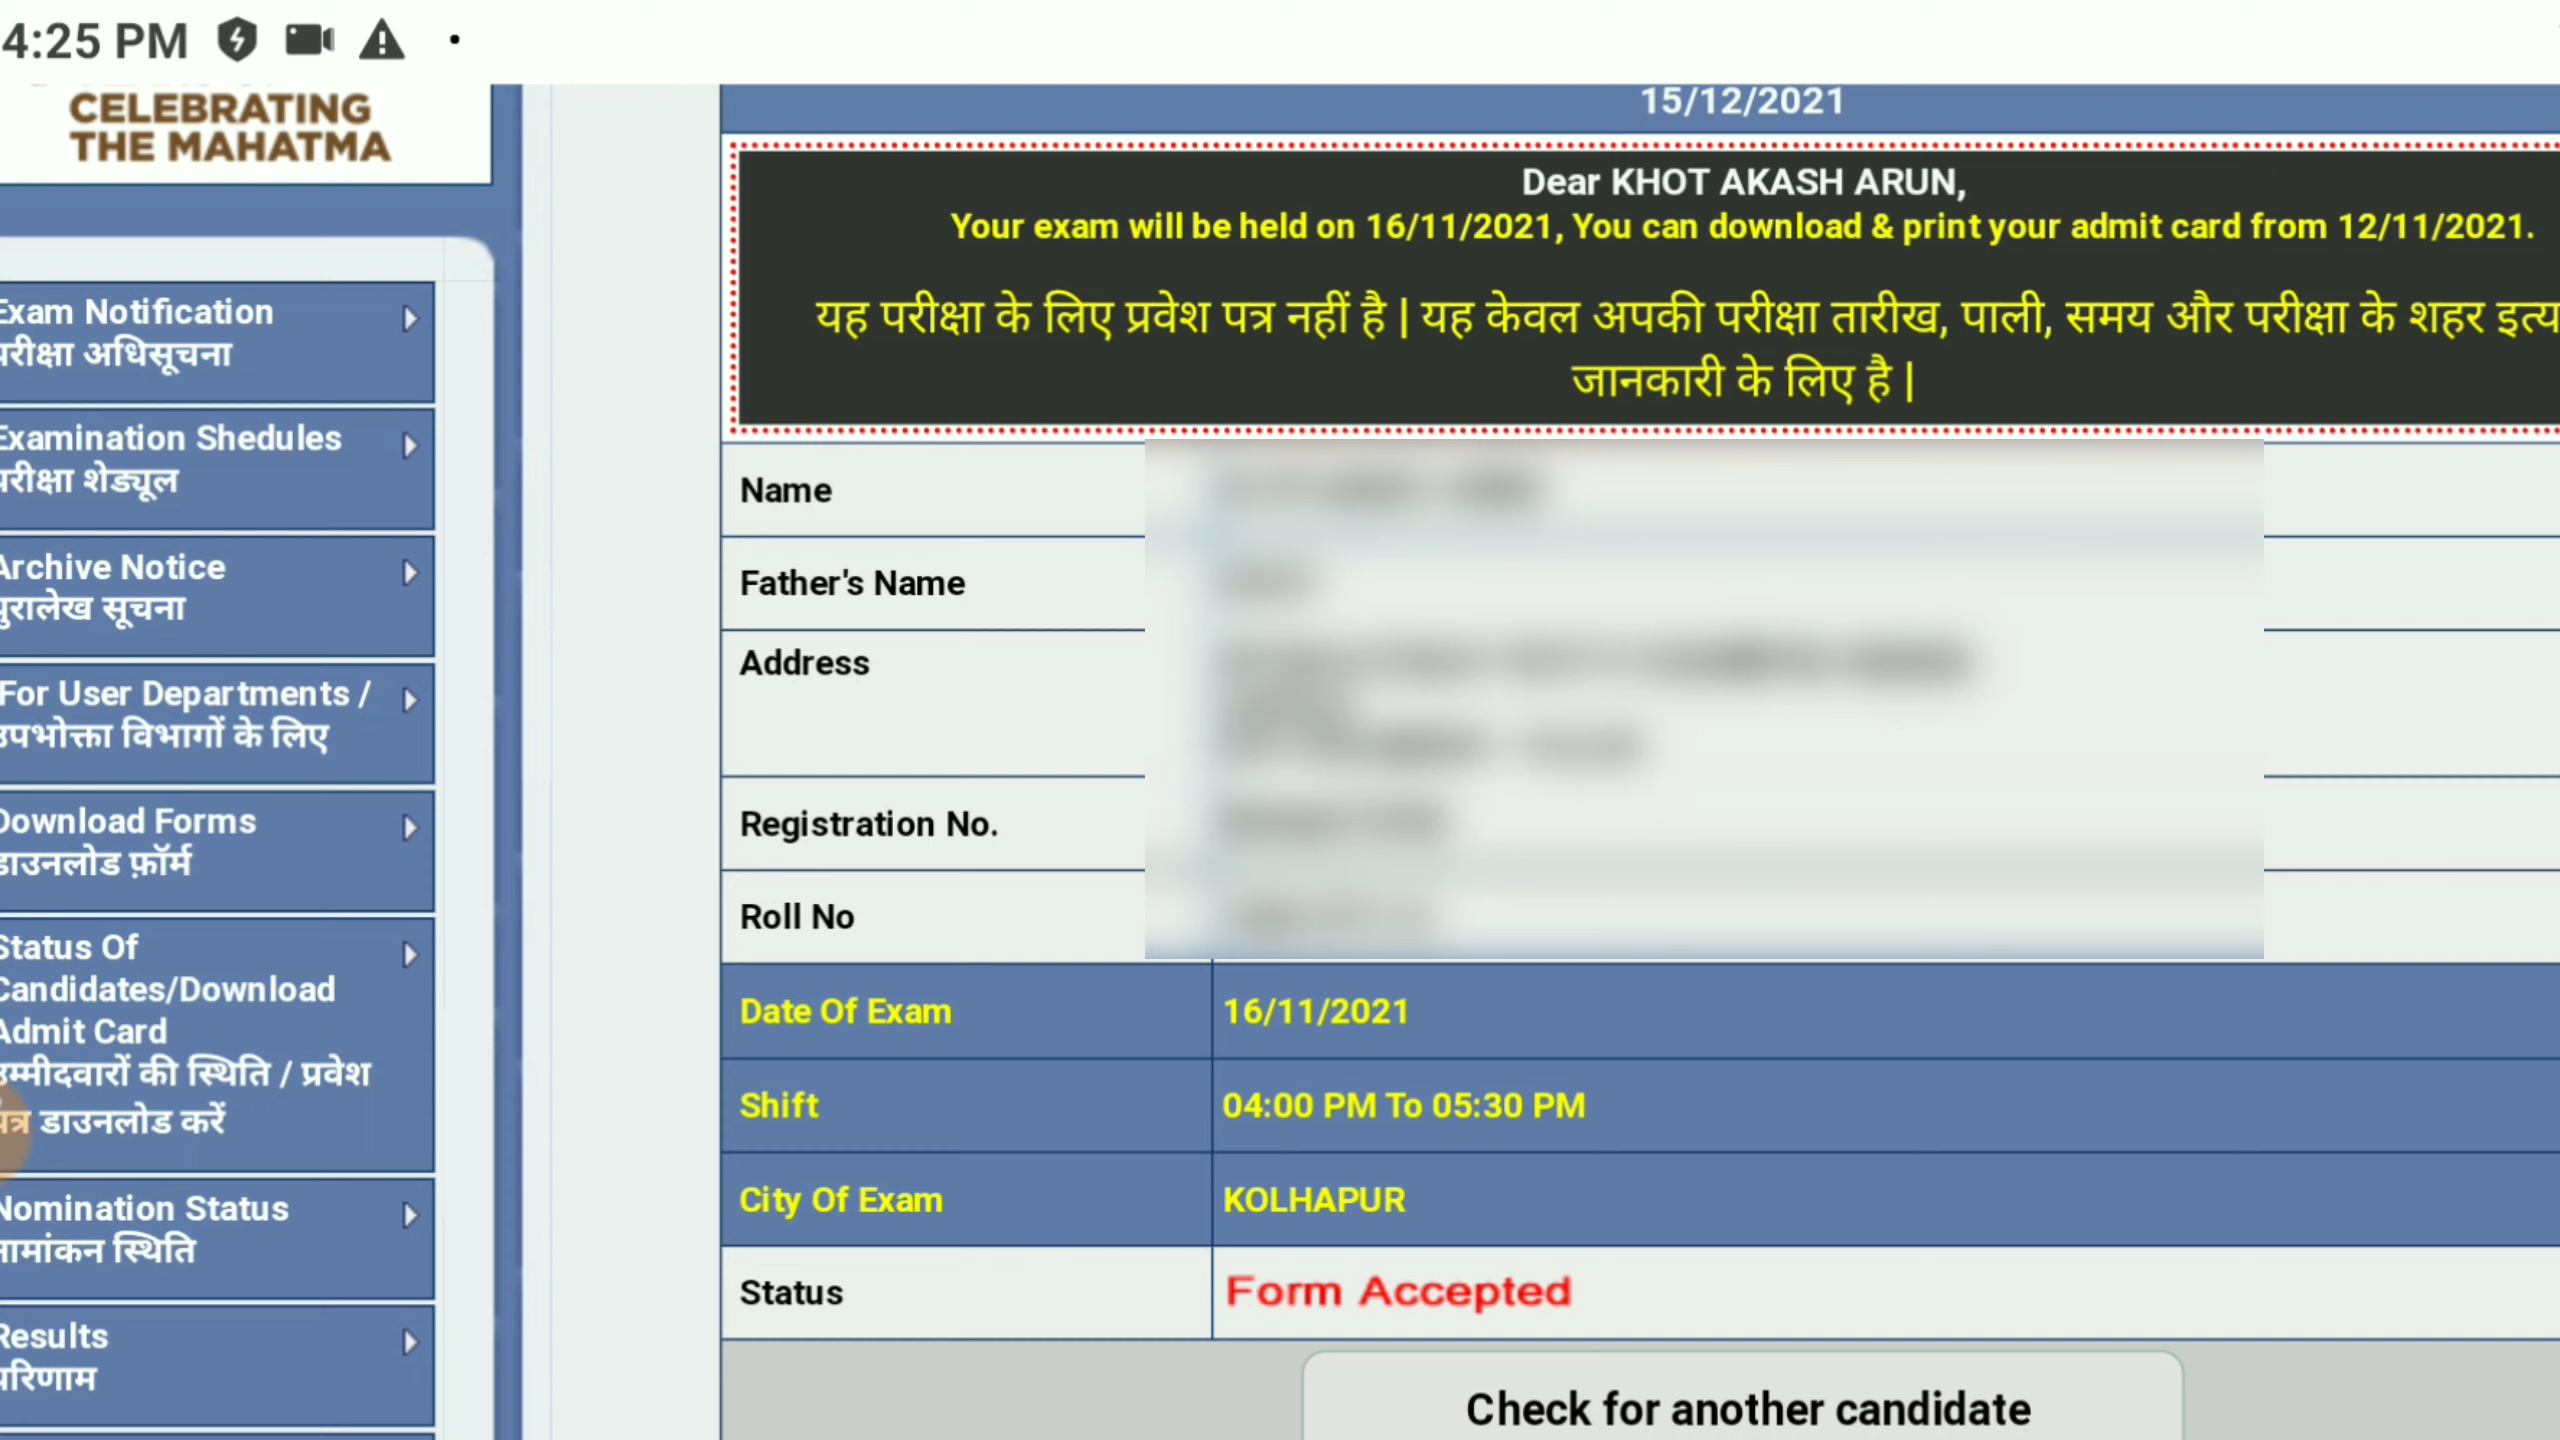 4:25 PM
CELEBRATING
THE MAHATMA
Exam Notification
परीक्षा अधिसूचना
Examination Shedules
परीक्षा शेड्यूल
Archive Notice
पुरालेख सूचना
For User Departments /
उपभोक्ता विभागों के लिए
Download Forms
डाउनलोड फ़ॉर्म
Status Of
Candidates/Download
Admit Card
उम्मीदवारों की स्थिति / प्रवेश
पत्र डाउनलोड करें
Nomination Status
नामांकन स्थिति
Results
परिणाम
15/12/2021
Dear KHOT AKASH ARUN,
Your exam will be held on 16/11/2021, You can download & print your admit card from 12/11/2021.
यह परीक्षा के लिए प्रवेश पत्र नहीं है | यह केवल अपकी परीक्षा तारीख, पाली, समय और परीक्षा के शहर इत्य
जानकारी के लिए है |
Name
Father's Name
Address
Registration No.
Roll No
Date Of Exam 16/11/2021
Shift 04:00 PM To 05:30 PM
City Of Exam KOLHAPUR
Status Form Accepted
Check for another candidate